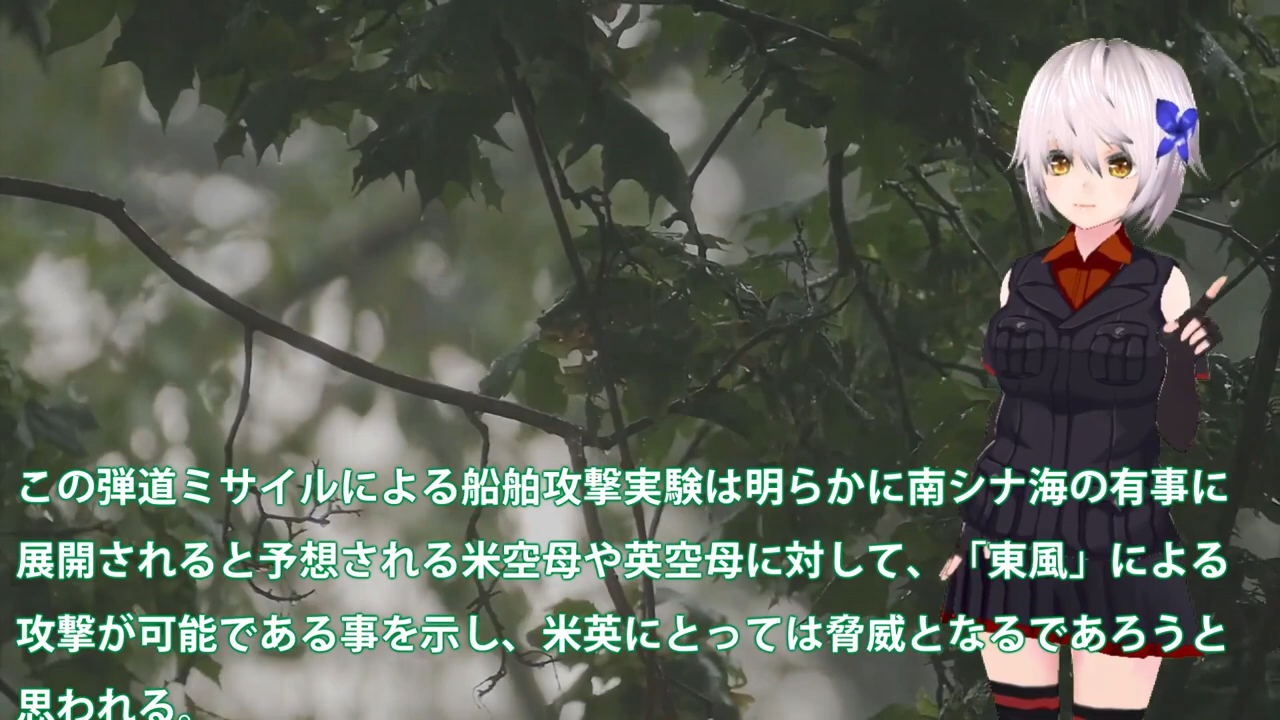 この弾道ミサイルによる船舶攻撃実験は明らかに南シナ海の有事に
展開されると予想される米空母や英空母に対して、「東風」による
攻撃が可能である事を示し、米英にとっては脅威となるであろうと
思われる。